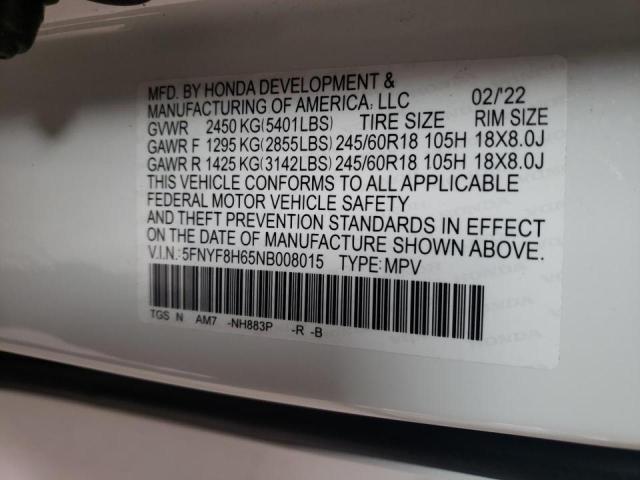 MFD. BY HONDA DEVELOPMENT &
MANUFACTURING OF AMERICA, LLC 02/'22
GVWR 2450 KG(5401LBS) TIRE SIZE RIM SIZE
GAWR F 1295 KG(2855LBS) 245/60R18 105H 18X8.0J
GAWR R 1425 KG(3142LBS) 245/60R18 105H 18X8.0J
THIS VEHICLE CONFORMS TO ALL APPLICABLE
FEDERAL MOTOR VEHICLE SAFETY
AND THEFT PREVENTION STANDARDS IN EFFECT
ON THE DATE OF MANUFACTURE SHOWN ABOVE.
V.I.N.:5FNYF8H65NB008015 TYPE:MPV
TGS N AM7 -NH883P -R -B